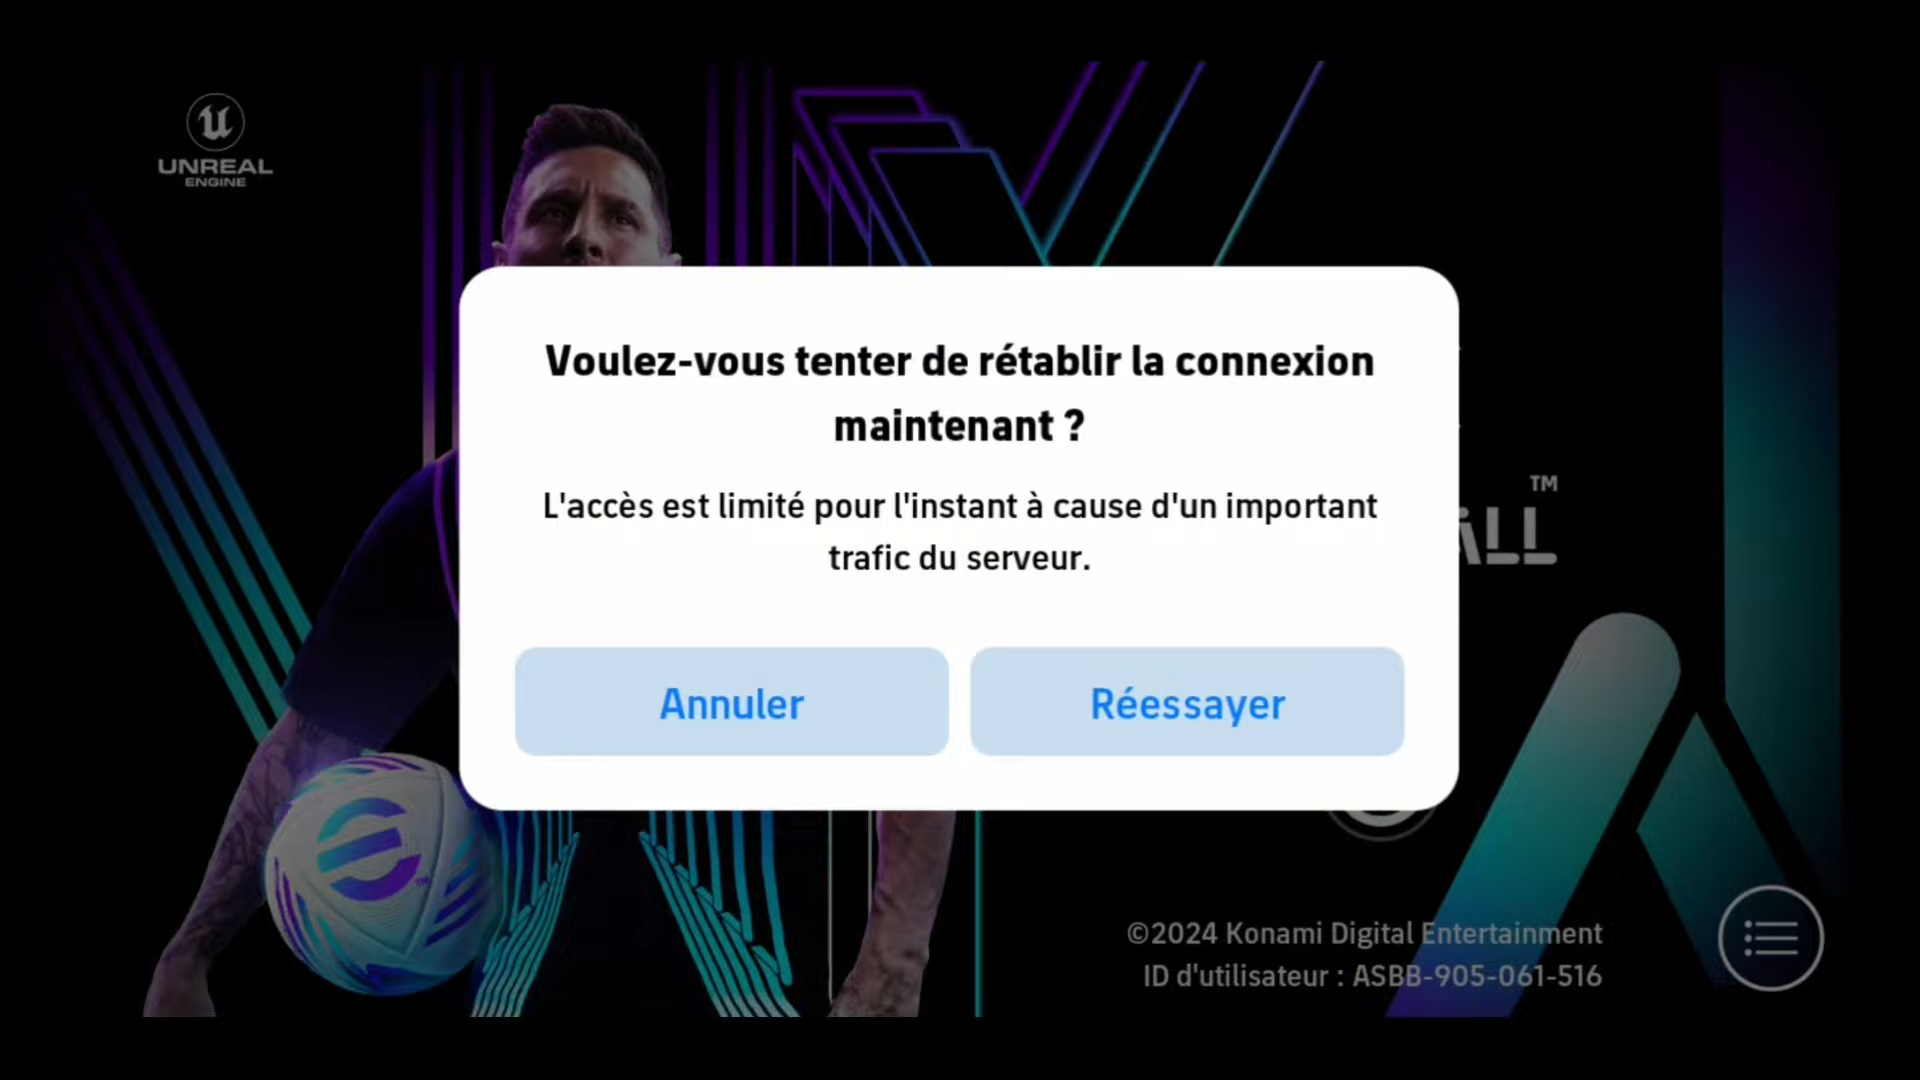 UNREAL
ENGINE
Voulez-vous tenter de rétablir la connexion
maintenant ?
L'accès est limité pour l'instant à cause d'un important
trafic du serveur.
TM
ALL
Annuler
Réessayer
©2024 Konami Digital Entertainment
ID d'utilisateur : ASBB-905-061-516